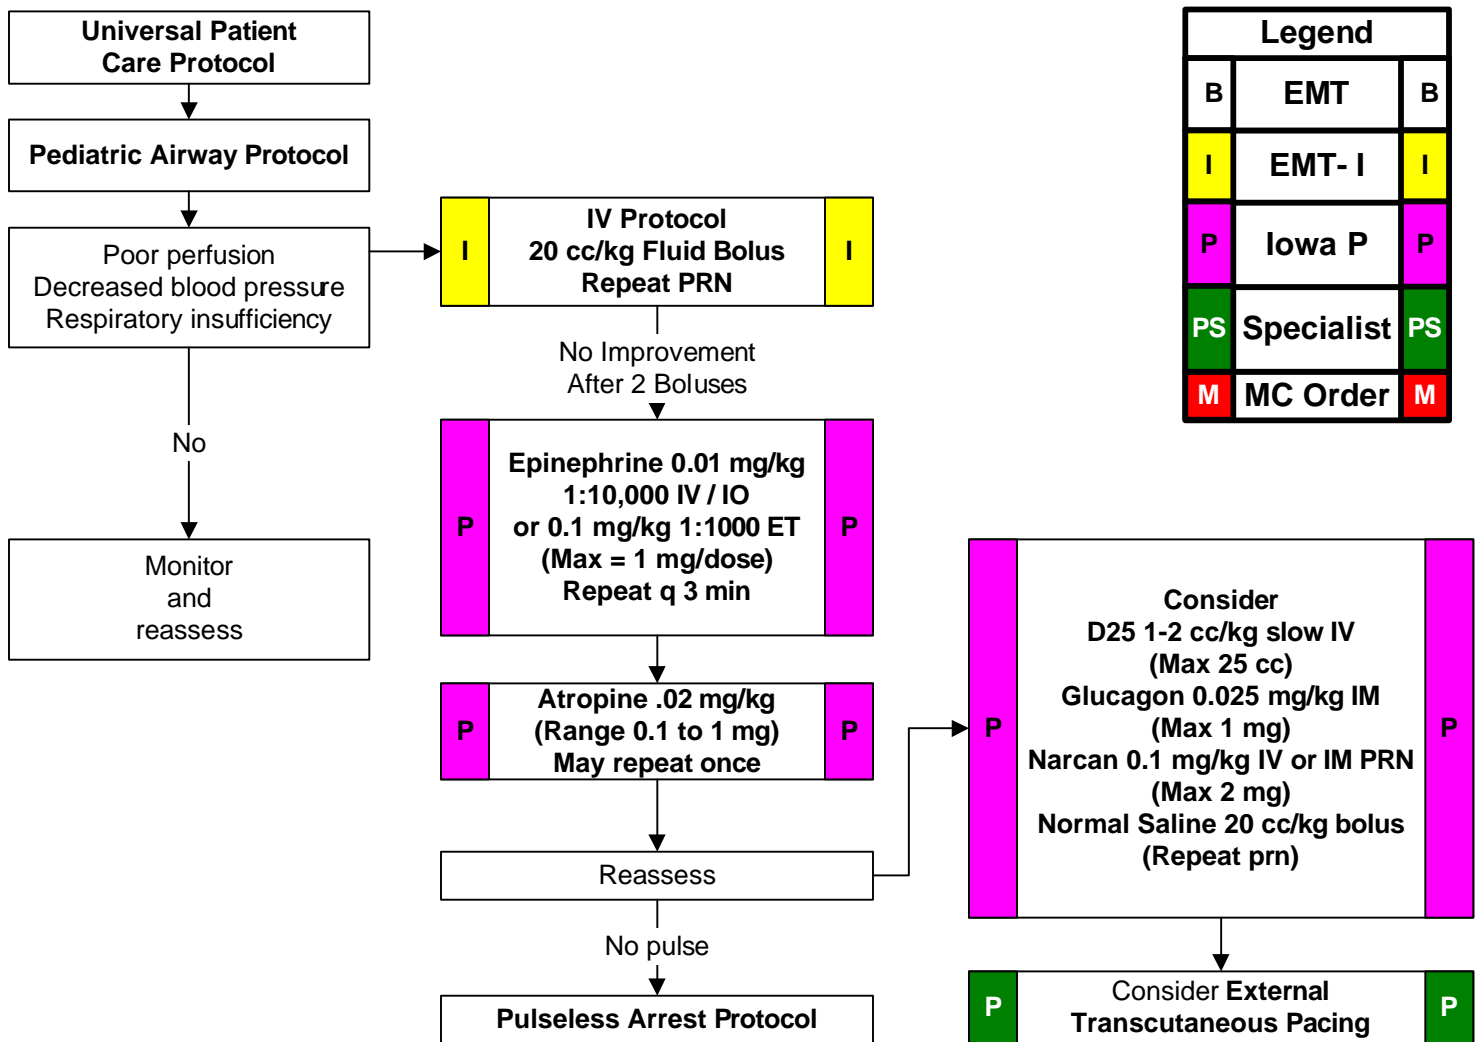 Universal Patient
Care Protocol
Pediatric Airway Protocol
Poor perfusion
Decreased blood pressure
Respiratory insufficiency
No
Monitor
and
reassess
I
IV Protocol
20 cc/kg Fluid Bolus
Repeat PRN
I
No Improvement
After 2 Boluses
P
Epinephrine 0.01 mg/kg
1:10,000 IV / IO
or 0.1 mg/kg 1:1000 ET
(Max = 1 mg/dose)
Repeat q 3 min
P
P
Atropine .02 mg/kg
(Range 0.1 to 1 mg)
May repeat once
P
Reassess
No pulse
Pulseless Arrest Protocol
Legend
B EMT B
I EMT- I I
P Iowa P P
PS Specialist PS
M MC Order M
P
Consider
D25 1-2 cc/kg slow IV
(Max 25 cc)
Glucagon 0.025 mg/kg IM
(Max 1 mg)
Narcan 0.1 mg/kg IV or IM PRN
(Max 2 mg)
Normal Saline 20 cc/kg bolus
(Repeat prn)
P
P
Consider External
Transcutaneous Pacing
P